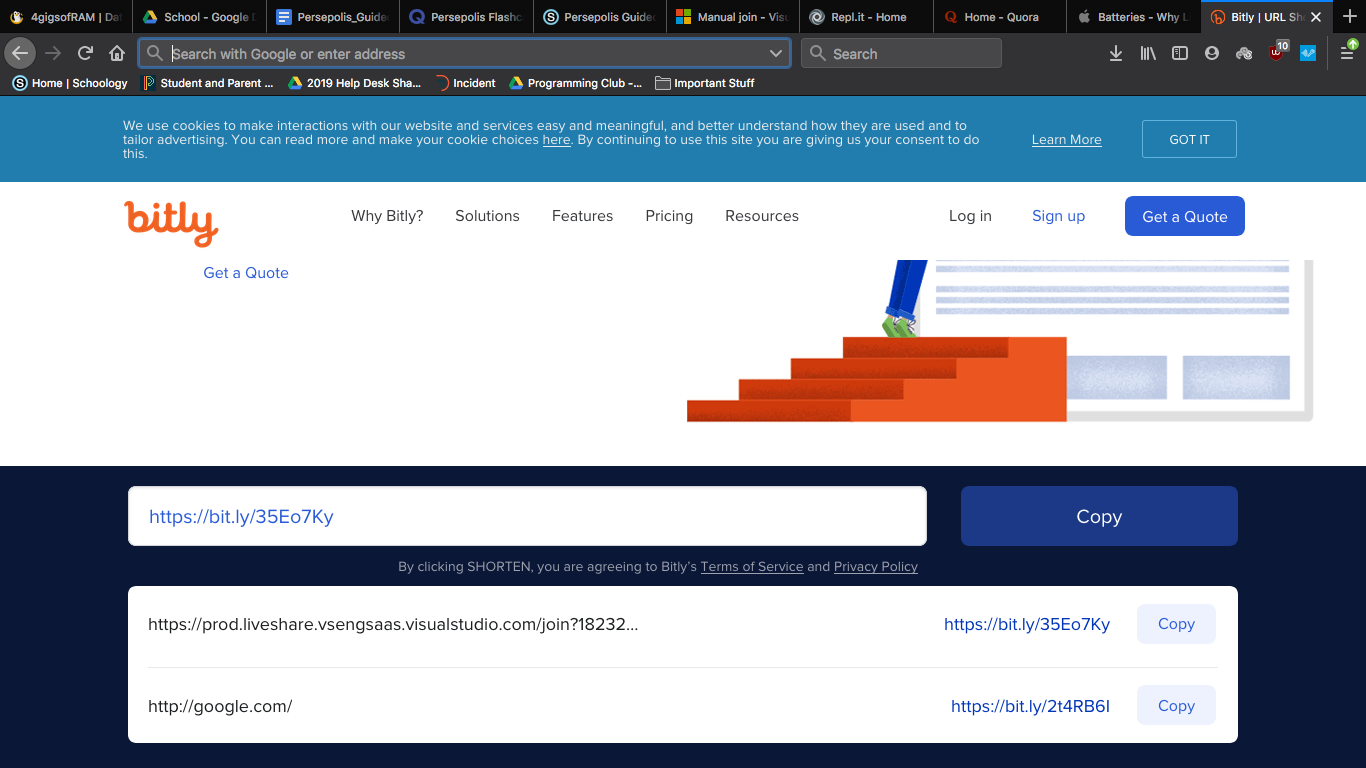 4gigsofRAM | Da
School - Google D
Persepolis_Guide
Persepolis Flashc
Persepolis Guided
Manual join - Visu
Repl.it - Home
Home - Quora
Batteries - Why L
Bitly | URL Sho
Search with Google or enter address
Search
10
Home | Schoology
Student and Parent ...
2019 Help Desk Sha...
Incident
Programming Club -...
Important Stuff
We use cookies to make interactions with our website and services easy and meaningful, and better understand how they are used and to
tailor advertising. You can read more and make your cookie choices here. By continuing to use this site you are giving us your consent to do
this.
Learn More
GOT IT
bitly
Why Bitly?
Solutions
Features
Pricing
Resources
Log in
Sign up
Get a Quote
Get a Quote
https://bit.ly/35Eo7Ky
Copy
By clicking SHORTEN, you are agreeing to Bitly’s Terms of Service and Privacy Policy
https://prod.liveshare.vsengsaas.visualstudio.com/join?18232...
https://bit.ly/35Eo7Ky
Copy
http://google.com/
https://bit.ly/2t4RB6I
Copy